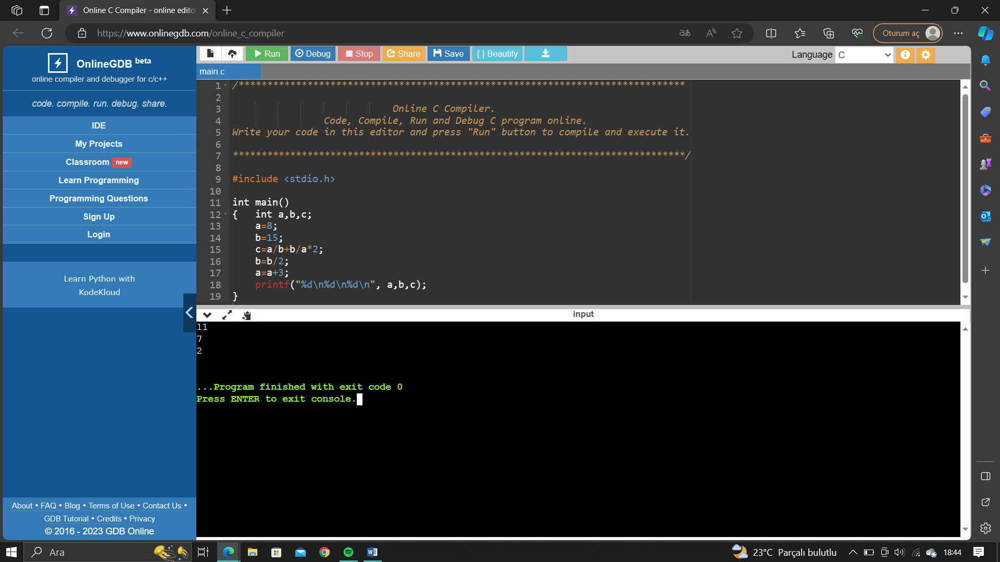 Online C Compiler - online editor
https://www.onlinegdb.com/online_c_compiler
Oturum aç
OnlineGDB beta
online compiler and debugger for c/c++
code. compile. run. debug. share.
IDE
My Projects
Classroom new
Learn Programming
Programming Questions
Sign Up
Login
Learn Python with
KodeKloud
About • FAQ • Blog • Terms of Use • Contact Us •
GDB Tutorial • Credits • Privacy
© 2016 - 2023 GDB Online
Run Debug Stop Share Save { } Beautify
Language C
main.c
1 /******************************************************************************
2
3 Online C Compiler.
4 Code, Compile, Run and Debug C program online.
5 Write your code in this editor and press "Run" button to compile and execute it.
6
7 *******************************************************************************/
8
9 #include <stdio.h>
10
11 int main()
12 { int a,b,c;
13 a=8;
14 b=15;
15 c=a/b+b/a*2;
16 b=b/2;
17 a=a+3;
18 printf("%d\n%d\n%d\n", a,b,c);
19 }
input
11
7
2
...Program finished with exit code 0
Press ENTER to exit console.
Ara
23°C Parçalı bulutlu
18:44